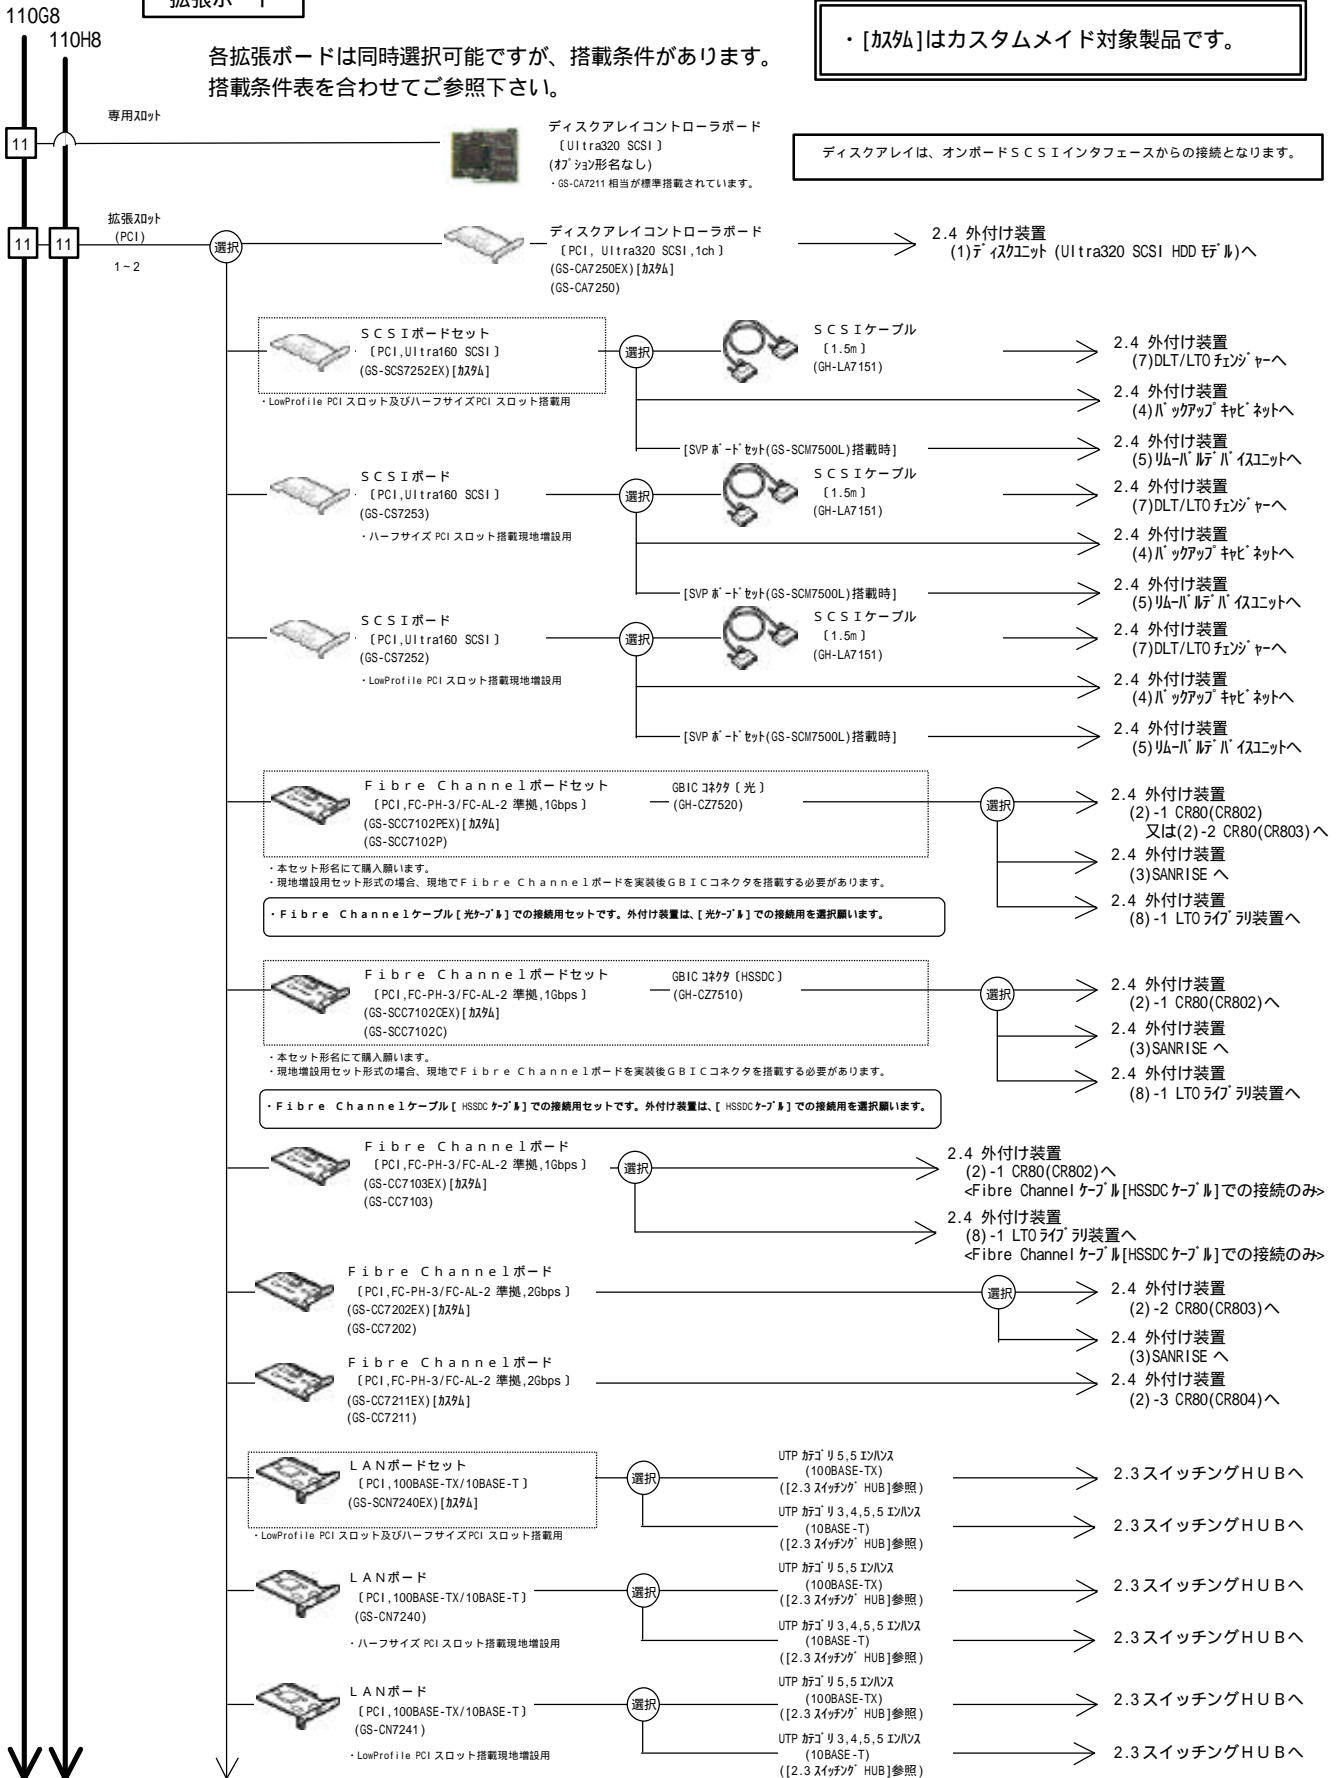 拡張ボード
110G8
110H8
各拡張ボードは同時選択可能ですが、搭載条件があります。
搭載条件表を合わせてご参照下さい。
・[ｶｽﾀﾑ]はカスタムメイド対象製品です。
11
専用ｽﾛｯﾄ
ディスクアレイコントローラボード
〔Ultra320 SCSI〕
(ｵﾌﾟｼｮﾝ形名なし)
・GS-CA7211 相当が標準搭載されています。
ディスクアレイは、オンボードＳＣＳＩインタフェースからの接続となります。
11
11
拡張ｽﾛｯﾄ
(PCI)
1～2
選択
ディスクアレイコントローラボード
〔PCI, Ultra320 SCSI,1ch〕
(GS-CA7250EX)[ｶｽﾀﾑ]
(GS-CA7250)
2.4 外付け装置
(1)ﾃﾞｨｽｸﾕﾆｯﾄ (Ultra320 SCSI HDD ﾓﾃﾞﾙ)へ
ＳＣＳＩボードセット
〔PCI,Ultra160 SCSI〕
(GS-SCS7252EX)[ｶｽﾀﾑ]
・LowProfile PCI スロット及びハーフサイズPCI スロット搭載用
選択
ＳＣＳＩケーブル
〔1.5m〕
(GH-LA7151)
2.4 外付け装置
(7)DLT/LTO ﾁｪﾝｼﾞｬｰへ
2.4 外付け装置
(4)ﾊﾞｯｸｱｯﾌﾟｷｬﾋﾞﾈｯﾄへ
[SVP ﾎﾞｰﾄﾞｾｯﾄ(GS-SCM7500L)搭載時]
2.4 外付け装置
(5)ﾘﾑｰﾊﾞﾙﾃﾞﾊﾞｲｽﾕﾆｯﾄへ
ＳＣＳＩボード
〔PCI,Ultra160 SCSI〕
(GS-CS7253)
・ハーフサイズ PCI スロット搭載現地増設用
選択
ＳＣＳＩケーブル
〔1.5m〕
(GH-LA7151)
2.4 外付け装置
(7)DLT/LTO ﾁｪﾝｼﾞｬｰへ
2.4 外付け装置
(4)ﾊﾞｯｸｱｯﾌﾟｷｬﾋﾞﾈｯﾄへ
[SVP ﾎﾞｰﾄﾞｾｯﾄ(GS-SCM7500L)搭載時]
2.4 外付け装置
(5)ﾘﾑｰﾊﾞﾙﾃﾞﾊﾞｲｽﾕﾆｯﾄへ
ＳＣＳＩボード
〔PCI,Ultra160 SCSI〕
(GS-CS7252)
・LowProfile PCI スロット搭載現地増設用
選択
ＳＣＳＩケーブル
〔1.5m〕
(GH-LA7151)
2.4 外付け装置
(7)DLT/LTO ﾁｪﾝｼﾞｬｰへ
2.4 外付け装置
(4)ﾊﾞｯｸｱｯﾌﾟｷｬﾋﾞﾈｯﾄへ
[SVP ﾎﾞｰﾄﾞｾｯﾄ(GS-SCM7500L)搭載時]
2.4 外付け装置
(5)ﾘﾑｰﾊﾞﾙﾃﾞﾊﾞｲｽﾕﾆｯﾄへ
Ｆｉｂｒｅ Ｃｈａｎｎｅｌボードセット
〔PCI,FC-PH-3/FC-AL-2 準拠,1Gbps〕
(GS-SCC7102PEX)[ｶｽﾀﾑ]
(GS-SCC7102P)
GBIC ｺﾈｸﾀ〔光〕
(GH-CZ7520)
選択
2.4 外付け装置
(2)-1 CR80(CR802)
又は(2)-2 CR80(CR803)へ
2.4 外付け装置
(3)SANRISE へ
2.4 外付け装置
(8)-1 LTO ﾗｲﾌﾞﾗﾘ装置へ
・本セット形名にて購入願います。
・現地増設用セット形式の場合、現地でＦｉｂｒｅ Ｃｈａｎｎｅｌボードを実装後ＧＢＩＣコネクタを搭載する必要があります。
・Ｆｉｂｒｅ Ｃｈａｎｎｅｌケーブル[光ｹｰﾌﾞﾙ]での接続用セットです。外付け装置は、[光ｹｰﾌﾞﾙ]での接続用を選択願います。
Ｆｉｂｒｅ Ｃｈａｎｎｅｌボードセット
〔PCI,FC-PH-3/FC-AL-2 準拠,1Gbps〕
(GS-SCC7102CEX)[ｶｽﾀﾑ]
(GS-SCC7102C)
GBIC ｺﾈｸﾀ〔HSSDC〕
(GH-CZ7510)
選択
2.4 外付け装置
(2)-1 CR80(CR802)へ
2.4 外付け装置
(3)SANRISE へ
2.4 外付け装置
(8)-1 LTO ﾗｲﾌﾞﾗﾘ装置へ
・本セット形名にて購入願います。
・現地増設用セット形式の場合、現地でＦｉｂｒｅ Ｃｈａｎｎｅｌボードを実装後ＧＢＩＣコネクタを搭載する必要があります。
・Ｆｉｂｒｅ Ｃｈａｎｎｅｌケーブル[HSSDC ｹｰﾌﾞﾙ]での接続用セットです。外付け装置は、[HSSDC ｹｰﾌﾞﾙ]での接続用を選択願います。
Ｆｉｂｒｅ Ｃｈａｎｎｅｌボード
〔PCI,FC-PH-3/FC-AL-2 準拠,1Gbps〕
(GS-CC7103EX)[ｶｽﾀﾑ]
(GS-CC7103)
選択
2.4 外付け装置
(2)-1 CR80(CR802)へ
<Fibre Channel ｹｰﾌﾞﾙ[HSSDC ｹｰﾌﾞﾙ]での接続のみ>
2.4 外付け装置
(8)-1 LTO ﾗｲﾌﾞﾗﾘ装置へ
<Fibre Channel ｹｰﾌﾞﾙ[HSSDC ｹｰﾌﾞﾙ]での接続のみ>
Ｆｉｂｒｅ Ｃｈａｎｎｅｌボード
〔PCI,FC-PH-3/FC-AL-2 準拠,2Gbps〕
(GS-CC7202EX)[ｶｽﾀﾑ]
(GS-CC7202)
選択
2.4 外付け装置
(2)-2 CR80(CR803)へ
2.4 外付け装置
(3)SANRISE へ
Ｆｉｂｒｅ Ｃｈａｎｎｅｌボード
〔PCI,FC-PH-3/FC-AL-2 準拠,2Gbps〕
(GS-CC7211EX)[ｶｽﾀﾑ]
(GS-CC7211)
2.4 外付け装置
(2)-3 CR80(CR804)へ
ＬＡＮボードセット
〔PCI,100BASE-TX/10BASE-T〕
(GS-SCN7240EX)[ｶｽﾀﾑ]
・LowProfile PCI スロット及びハーフサイズPCI スロット搭載用
選択
UTP ｶﾃｺﾞﾘ 5,5 ｴﾝﾊﾝｽ
(100BASE-TX)
([2.3 ｽｲｯﾁﾝｸﾞ HUB]参照)
2.3スイッチングＨＵＢへ
UTP ｶﾃｺﾞﾘ 3,4,5,5 ｴﾝﾊﾝｽ
(10BASE-T)
([2.3 ｽｲｯﾁﾝｸﾞ HUB]参照)
2.3スイッチングＨＵＢへ
ＬＡＮボード
〔PCI,100BASE-TX/10BASE-T〕
(GS-CN7240)
・ハーフサイズ PCI スロット搭載現地増設用
選択
UTP ｶﾃｺﾞﾘ 5,5 ｴﾝﾊﾝｽ
(100BASE-TX)
([2.3 ｽｲｯﾁﾝｸﾞ HUB]参照)
2.3スイッチングＨＵＢへ
UTP ｶﾃｺﾞﾘ 3,4,5,5 ｴﾝﾊﾝｽ
(10BASE-T)
([2.3 ｽｲｯﾁﾝｸﾞ HUB]参照)
2.3スイッチングＨＵＢへ
ＬＡＮボード
〔PCI,100BASE-TX/10BASE-T〕
(GS-CN7241)
・LowProfile PCI スロット搭載現地増設用
選択
UTP ｶﾃｺﾞﾘ 5,5 ｴﾝﾊﾝｽ
(100BASE-TX)
([2.3 ｽｲｯﾁﾝｸﾞ HUB]参照)
2.3スイッチングＨＵＢへ
UTP ｶﾃｺﾞﾘ 3,4,5,5 ｴﾝﾊﾝｽ
(10BASE-T)
([2.3 ｽｲｯﾁﾝｸﾞ HUB]参照)
2.3スイッチングＨＵＢへ